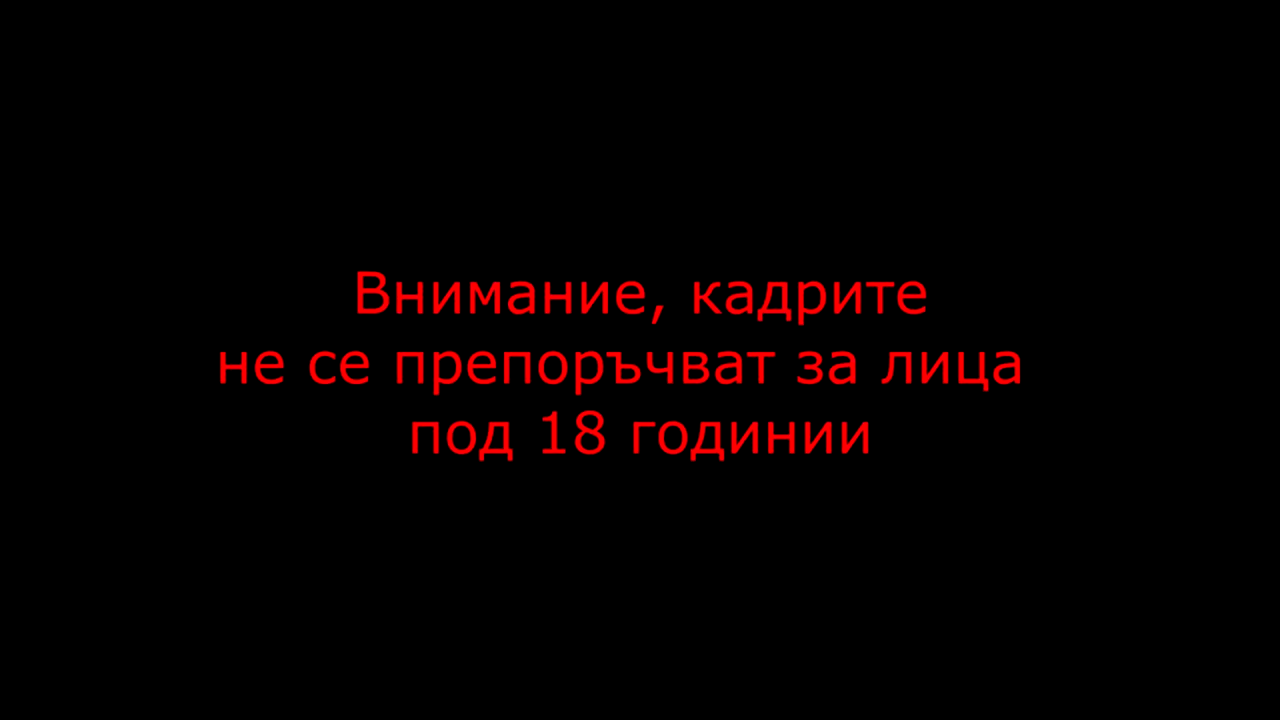 Внимание, кадрите
не се препоръчват за лица
под 18 годинии